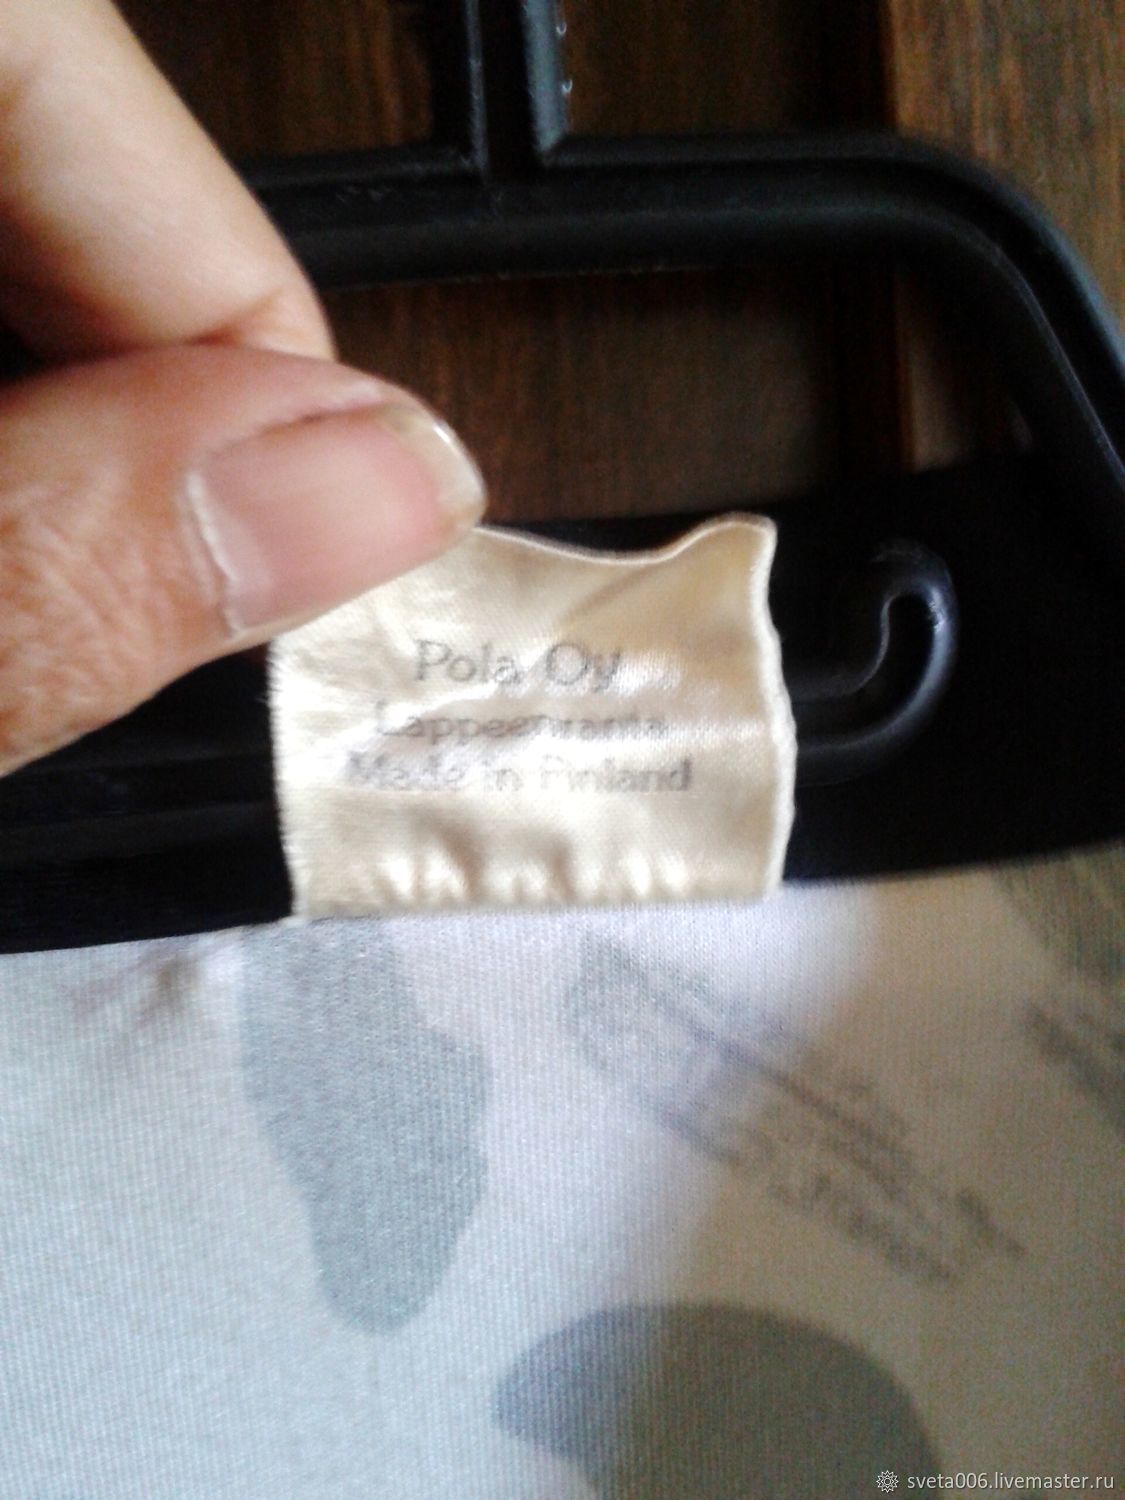 Pola Oy
Lappeenranta
Made in Finland
sveta006.livemaster.ru